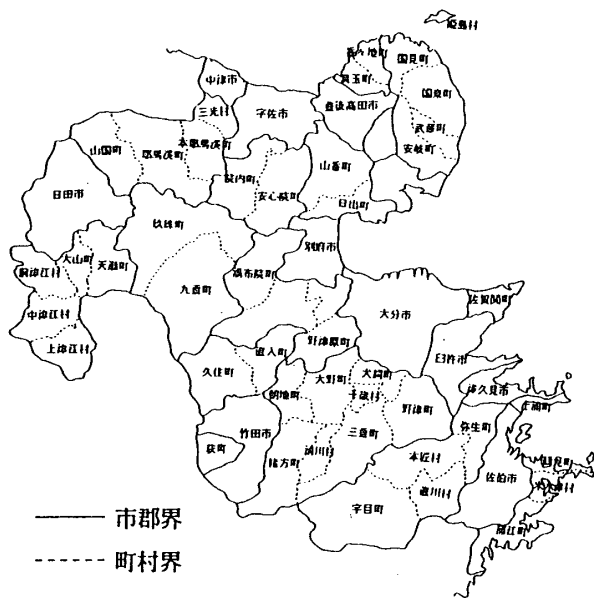 姫島村
香々地町
国見町
真玉町
中津市
国東町
豊後高田市
三光村
宇佐市
武蔵町
本耶馬渓町
安岐町
山国町
耶馬渓町
山香町
院内町
安心院町
日出町
日田市
玖珠町
別府市
大山町
天瀬町
前津江村
湯布院町
九重町
佐賀関町
中津江村
大分市
上津江村
野津原町
直入町
臼杵市
久住町
大野町
犬飼町
朝地町
千歳村
津久見市
野津町
上浦町
竹田市
三重町
弥生町
荻町
清川村
緒方町
本匠村
鶴見町
佐伯市
米水津村
直川村
宇目町
蒲江町
市郡界
町村界